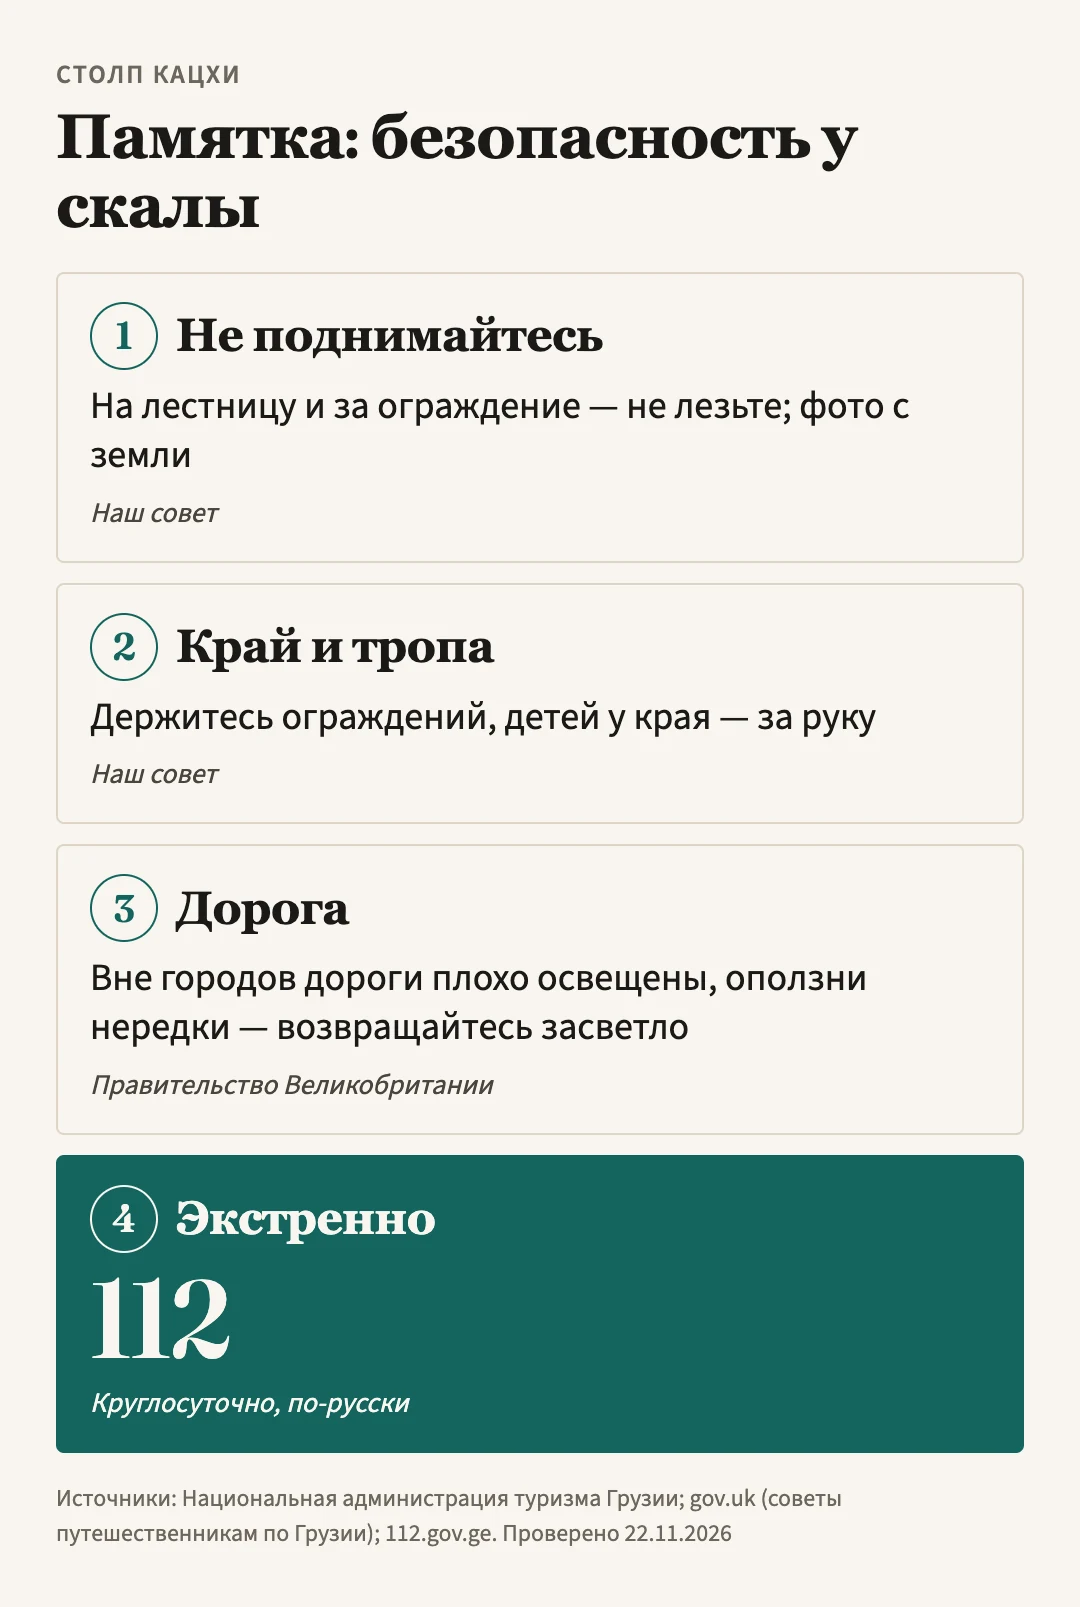 СТОЛП КАЦХИ
Памятка: безопасность у
скалы
1 Не поднимайтесь
На лестницу и за ограждение — не лезьте; фото с
земли
Наш совет
2 Край и тропа
Держитесь ограждений, детей у края — за руку
Наш совет
3 Дорога
Вне городов дороги плохо освещены, оползни
нередки — возвращайтесь засветло
Правительство Великобритании
4 Экстренно
112
Круглосуточно, по-русски
Источники: Национальная администрация туризма Грузии; gov.uk (советы
путешественникам по Грузии); 112.gov.ge. Проверено 22.11.2026